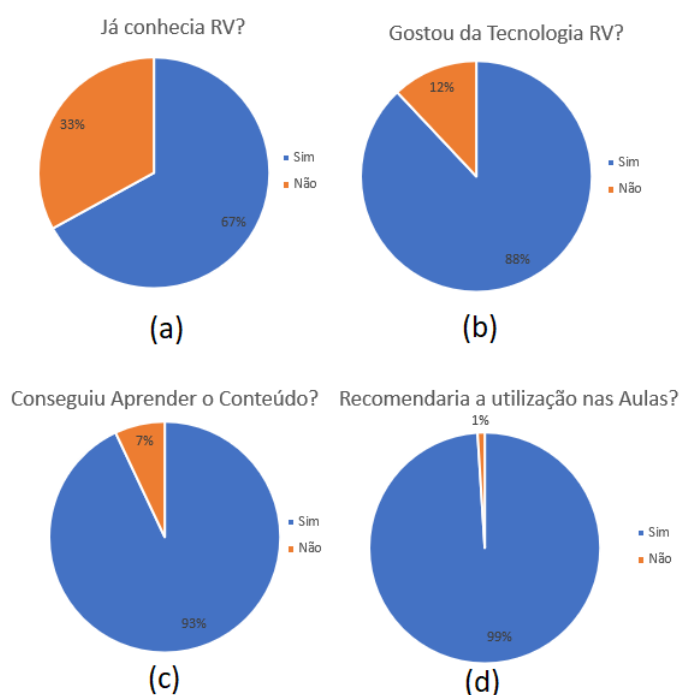 Já conhecia RV?
33%
67%
Sim
Não
(a)
Gostou da Tecnologia RV?
12%
88%
Sim
Não
(b)
Conseguiu Aprender o Conteúdo?
7%
93%
Sim
Não
(c)
Recomendaria a utilização nas Aulas?
1%
99%
Sim
Não
(d)